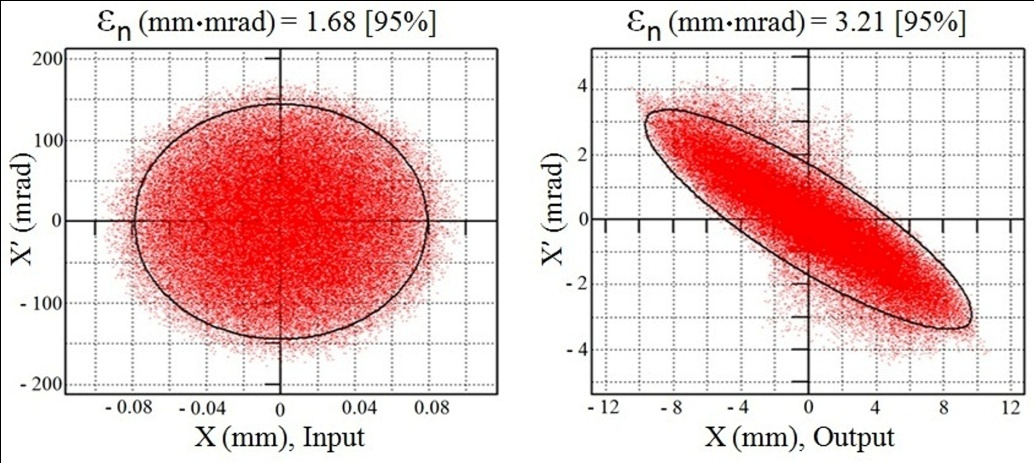 εn (mm·mrad) = 1.68 [95%]
200
100
0
- 100
- 200
X′ (mrad)
- 0.08 - 0.04 0 0.04 0.08
X (mm), Input
εn (mm·mrad) = 3.21 [95%]
4
2
0
- 2
- 4
X′ (mrad)
- 12 - 8 - 4 0 4 8 12
X (mm), Output